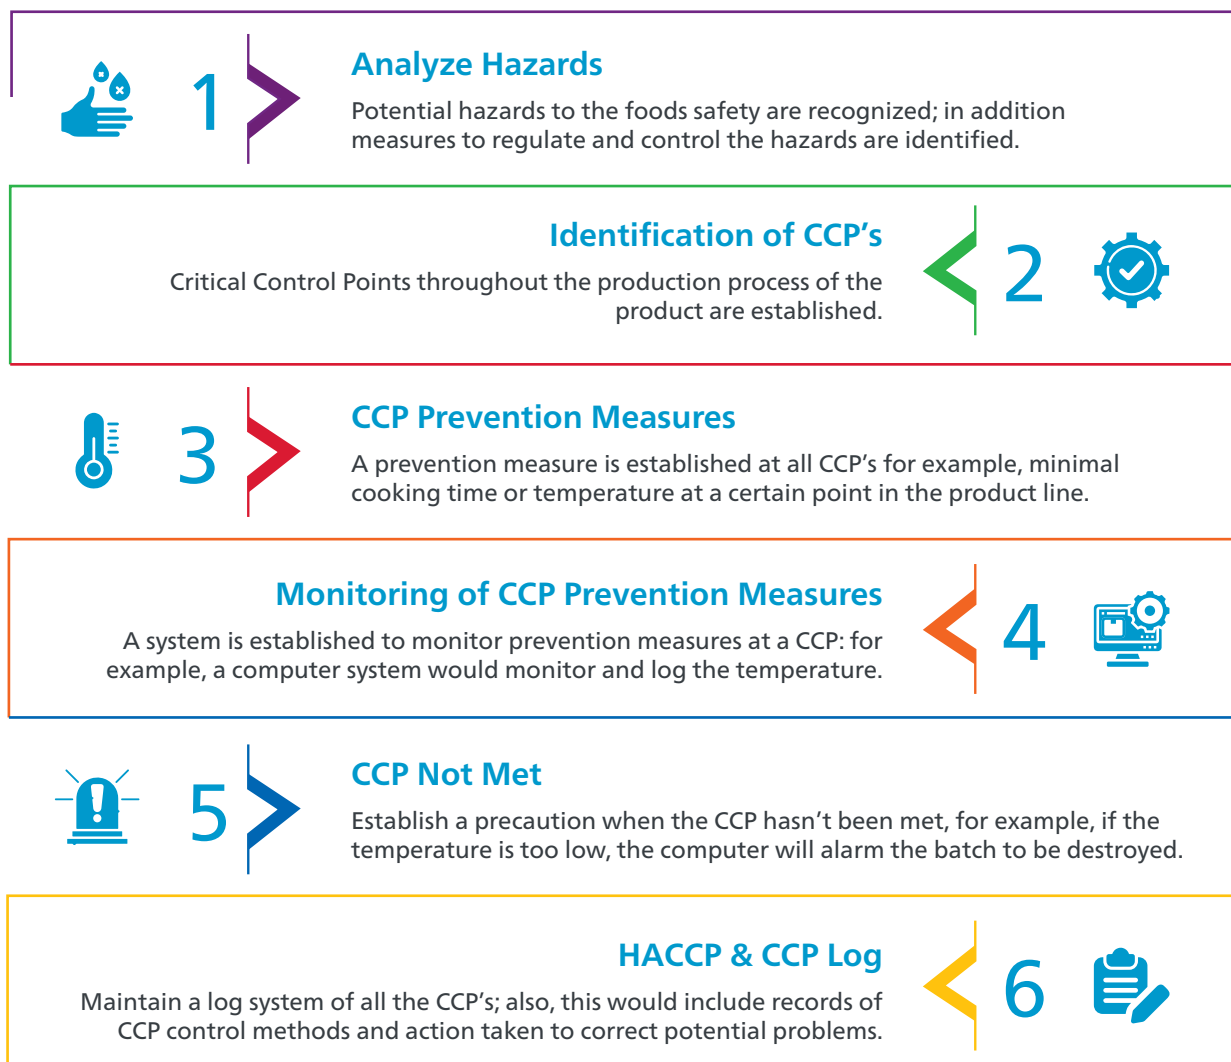 1
Analyze Hazards
Potential hazards to the foods safety are recognized; in addition
measures to regulate and control the hazards are identified.
Identification of CCP's
2
Critical Control Points throughout the production process of the
product are established.
3
CCP Prevention Measures
A prevention measure is established at all CCP's for example, minimal
cooking time or temperature at a certain point in the product line.
Monitoring of CCP Prevention Measures
4
A system is established to monitor prevention measures at a CCP: for
example, a computer system would monitor and log the temperature.
5
CCP Not Met
Establish a precaution when the CCP hasn't been met, for example, if the
temperature is too low, the computer will alarm the batch to be destroyed.
HACCP & CCP Log
6
Maintain a log system of all the CCP's; also, this would include records of
CCP control methods and action taken to correct potential problems.